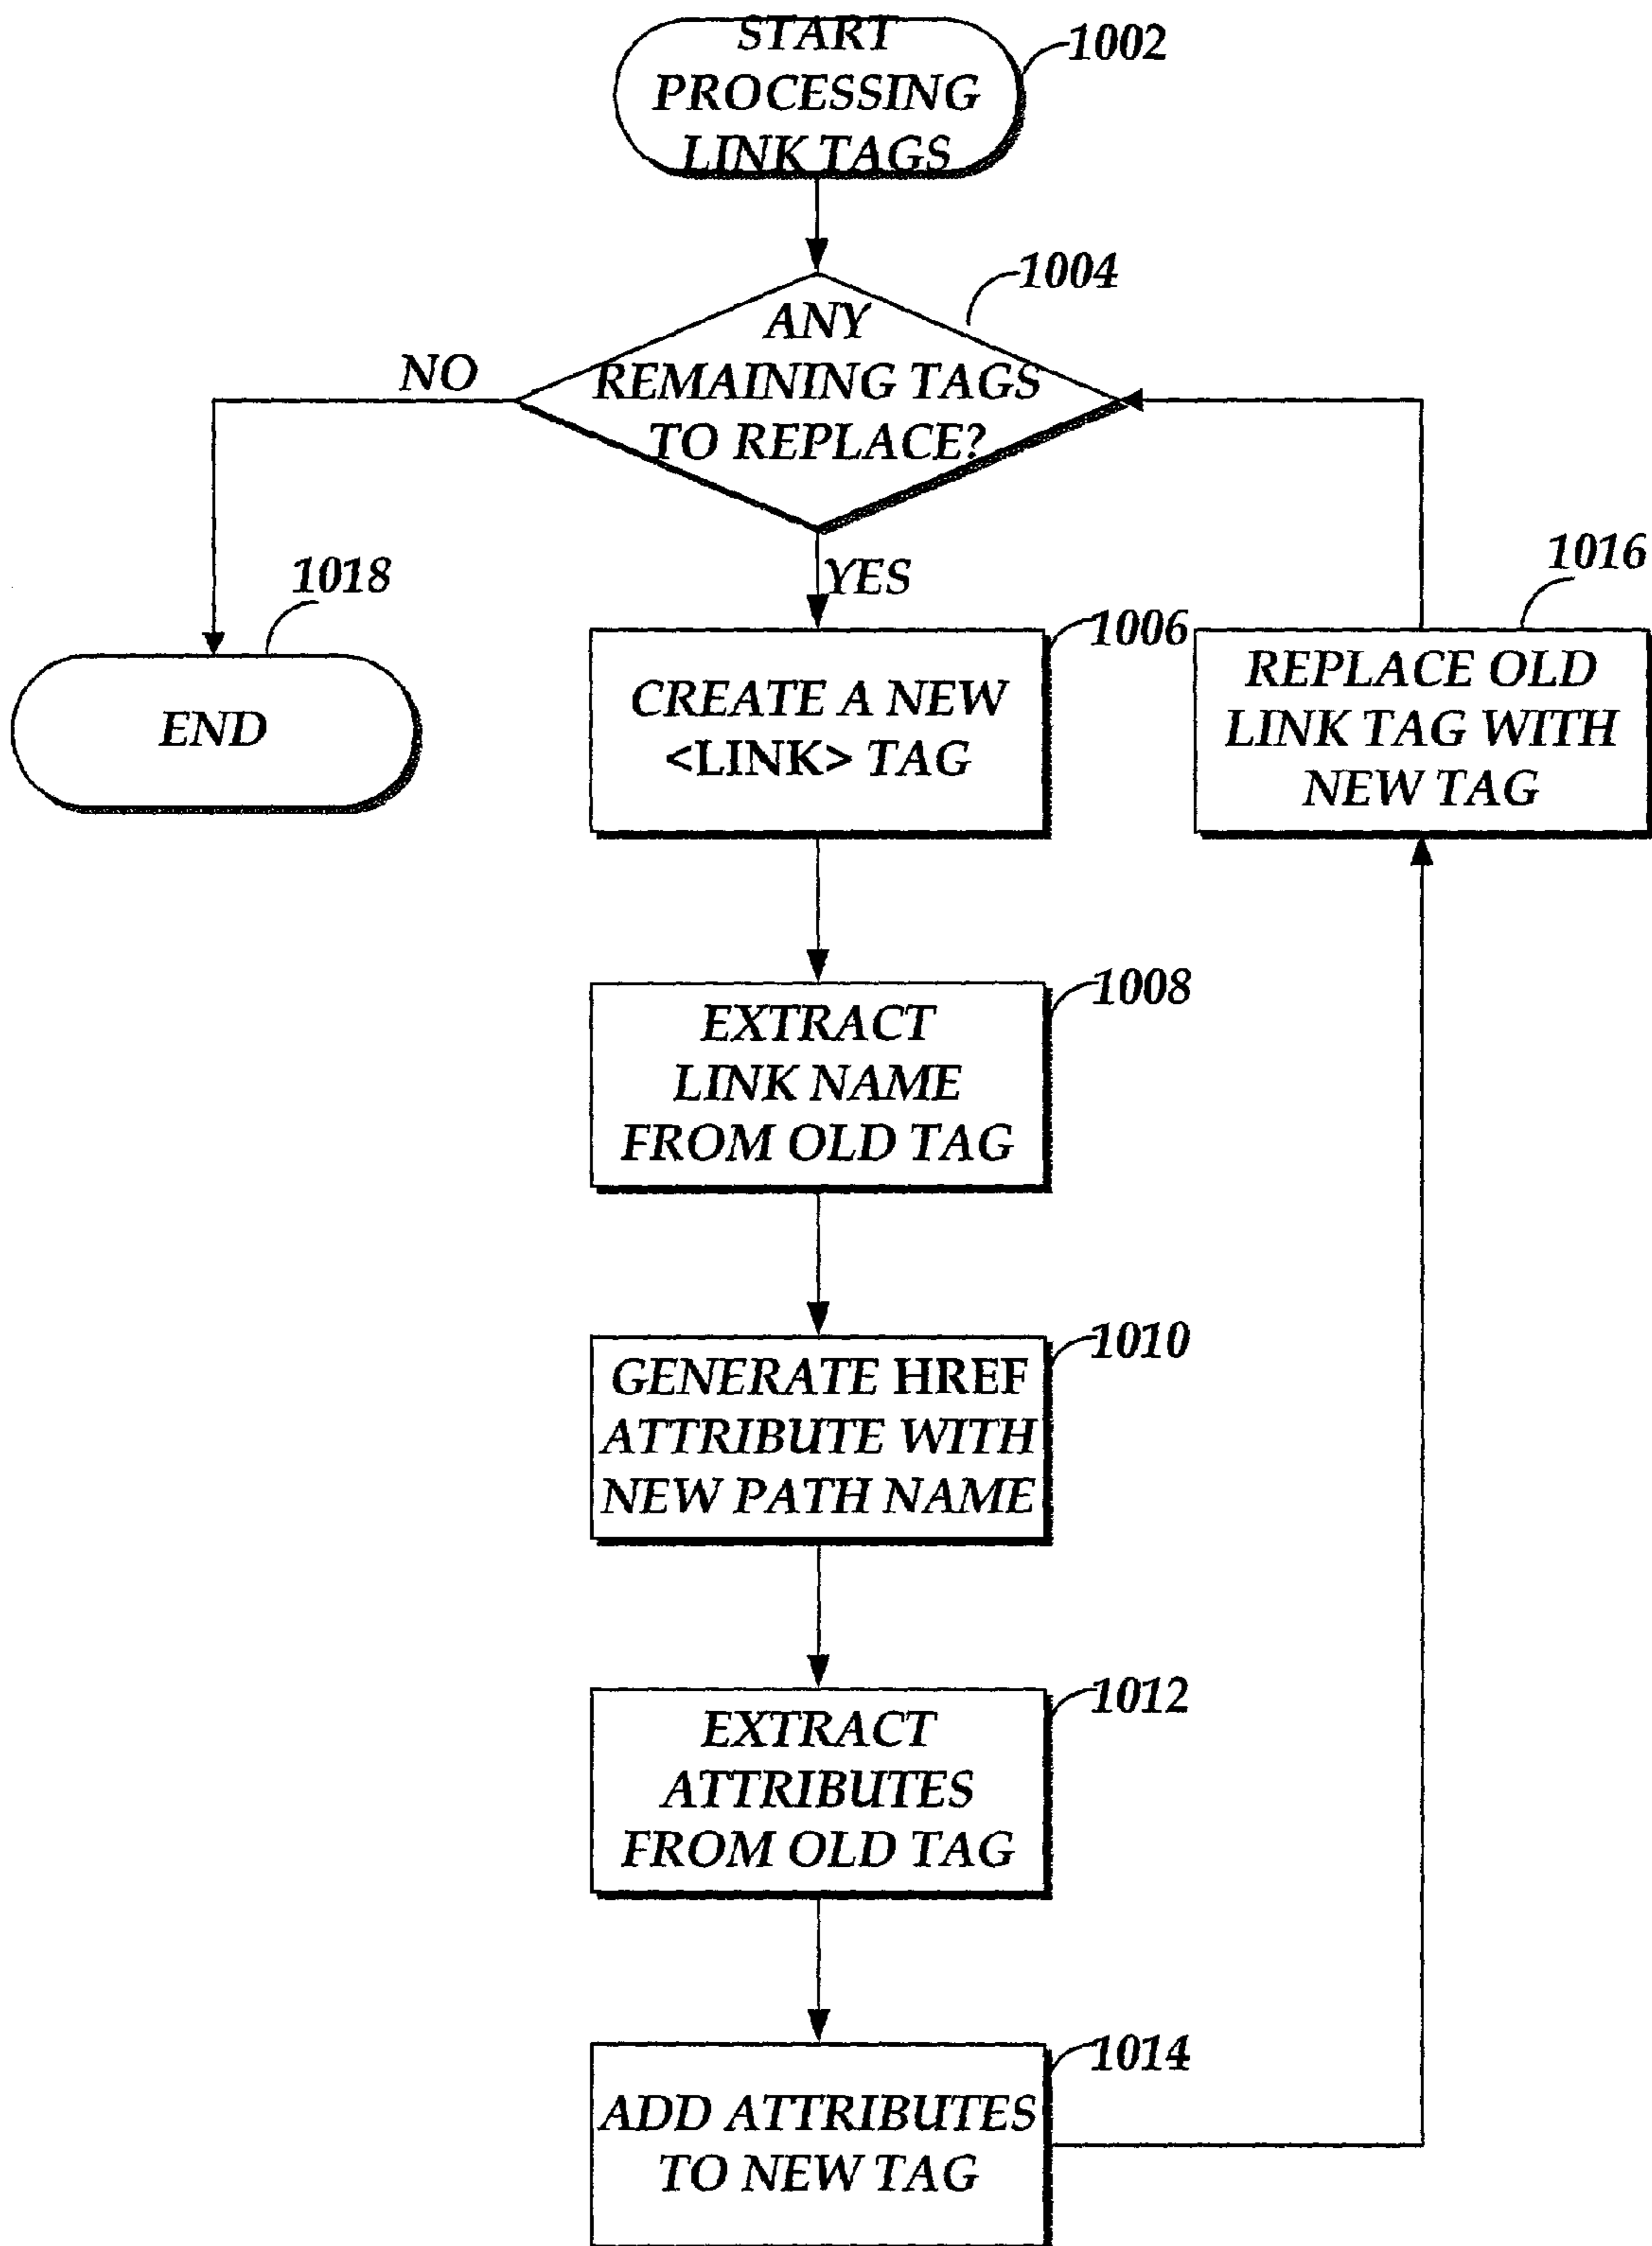 START
PROCESSING
LINK TAGS
1002
1004
ANY
REMAINING TAGS
TO REPLACE?
NO
YES
1018
END
1006
CREATE A NEW
<LINK> TAG
1016
REPLACE OLD
LINK TAG WITH
NEW TAG
1008
EXTRACT
LINK NAME
FROM OLD TAG
1010
GENERATE HREF
ATTRIBUTE WITH
NEW PATH NAME
1012
EXTRACT
ATTRIBUTES
FROM OLD TAG
1014
ADD ATTRIBUTES
TO NEW TAG